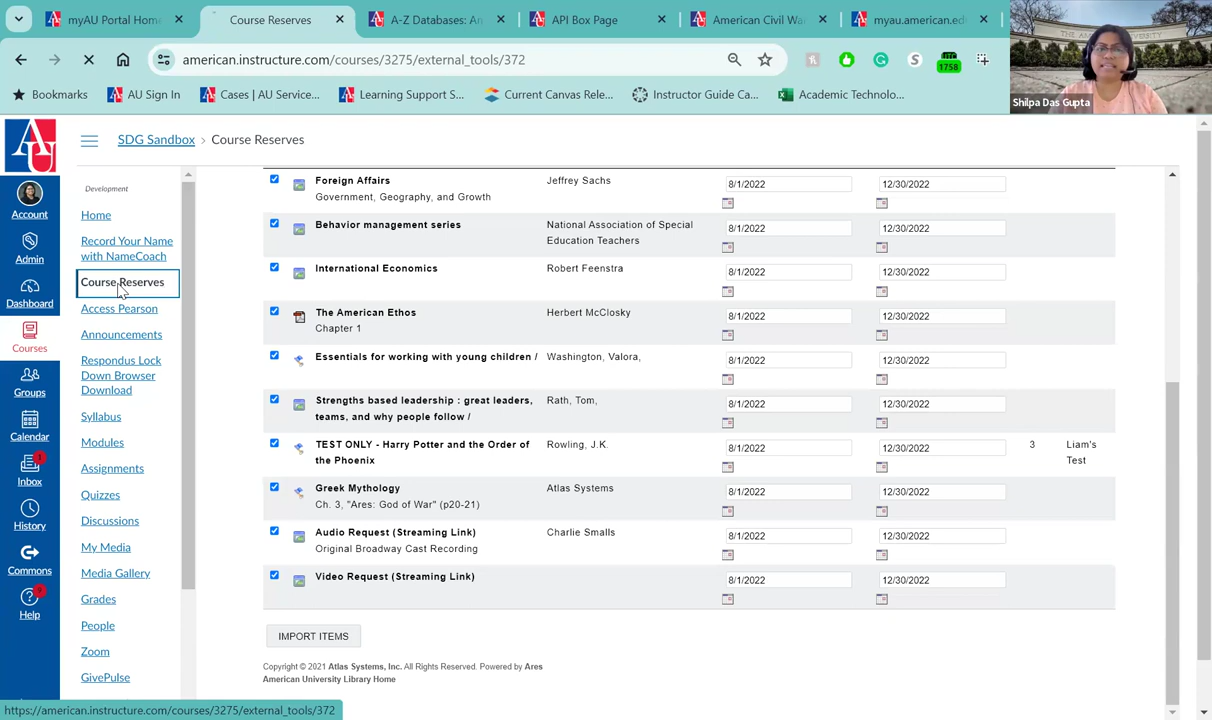 myAU Portal Hom
Course Reserves
A-Z Databases: A
API Box Page
American Civil Wa
myau.american.ed
american.instructure.com/courses/3275/external_tools/372
1758
Bookmarks
AU Sign In
Cases | AU Service...
Learning Support S...
Current Canvas Rele...
Instructor Guide Ca...
Academic Technolo...
Shilpa Das Gupta
SDG Sandbox > Course Reserves
Account
Admin
Dashboard
Courses
Groups
Calendar
Inbox
History
Commons
Help
Development
Home
Record Your Name
with NameCoach
Course Reserves
Access Pearson
Announcements
Respondus Lock
Down Browser
Download
Syllabus
Modules
Assignments
Quizzes
Discussions
My Media
Media Gallery
Grades
People
Zoom
GivePulse
Foreign Affairs Jeffrey Sachs 8/1/2022 12/30/2022
Government, Geography, and Growth
Behavior management series National Association of Special 8/1/2022 12/30/2022
Education Teachers
International Economics Robert Feenstra 8/1/2022 12/30/2022
The American Ethos Herbert McClosky 8/1/2022 12/30/2022
Chapter 1
Essentials for working with young children / Washington, Valora, 8/1/2022 12/30/2022
Strengths based leadership : great leaders, Rath, Tom, 8/1/2022 12/30/2022
teams, and why people follow /
TEST ONLY - Harry Potter and the Order of Rowling, J.K. 8/1/2022 12/30/2022 3 Liam's
the Phoenix Test
Greek Mythology Atlas Systems 8/1/2022 12/30/2022
Ch. 3, "Ares: God of War" (p20-21)
Audio Request (Streaming Link) Charlie Smalls 8/1/2022 12/30/2022
Original Broadway Cast Recording
Video Request (Streaming Link) 8/1/2022 12/30/2022
IMPORT ITEMS
Copyright © 2021 Atlas Systems, Inc. All Rights Reserved. Powered by Ares
American University Library Home
https://american.instructure.com/courses/3275/external_tools/372